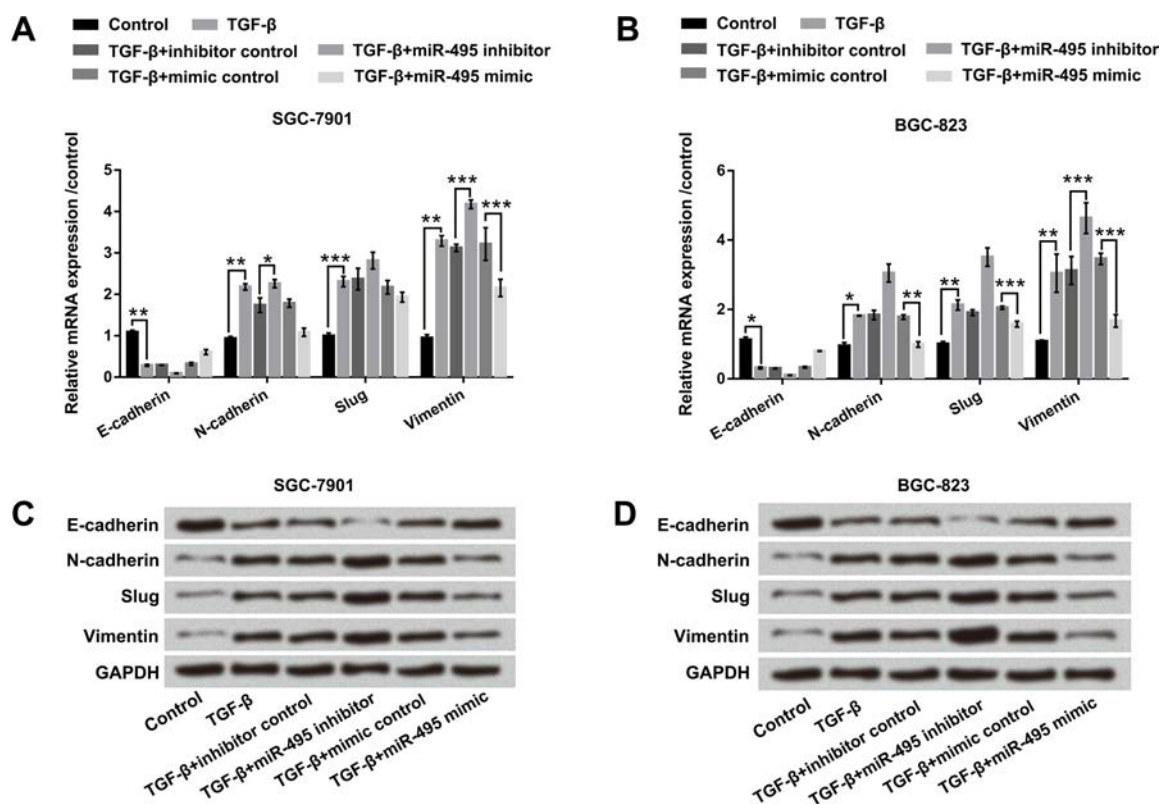 A
Control TGF-β
TGF-β+inhibitor control TGF-β+miR-495 inhibitor
TGF-β+mimic control TGF-β+miR-495 mimic
SGC-7901
Relative mRNA expression /control
5
4
3
2
1
0
** ** * *** ** *** ***
E-cadherin N-cadherin Slug Vimentin
B
Control TGF-β
TGF-β+inhibitor control TGF-β+miR-495 inhibitor
TGF-β+mimic control TGF-β+miR-495 mimic
BGC-823
Relative mRNA expression /control
6
4
2
0
* * ** ** *** ** *** ***
E-cadherin N-cadherin Slug Vimentin
C
SGC-7901
E-cadherin
N-cadherin
Slug
Vimentin
GAPDH
Control
TGF-β
TGF-β+inhibitor control
TGF-β+miR-495 inhibitor
TGF-β+mimic control
TGF-β+miR-495 mimic
D
BGC-823
E-cadherin
N-cadherin
Slug
Vimentin
GAPDH
Control
TGF-β
TGF-β+inhibitor control
TGF-β+miR-495 inhibitor
TGF-β+mimic control
TGF-β+miR-495 mimic